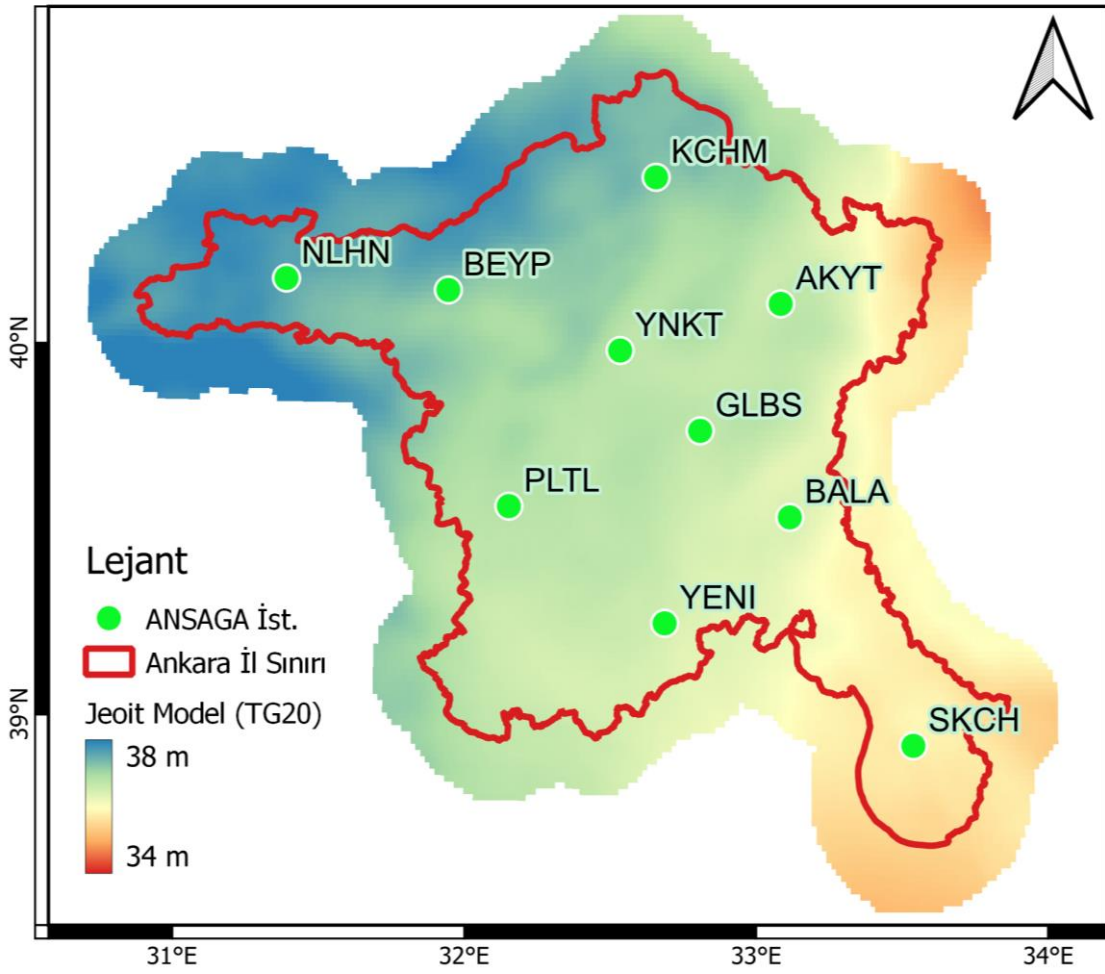 KCHM
NLHN
BEYP
AKYT
YNKT
GLBS
PLTL
BALA
YENI
SKCH
Lejant
ANSAGA İst.
Ankara İl Sınırı
Jeoit Model (TG20)
38 m
34 m
40°N
39°N
31°E
32°E
33°E
34°E